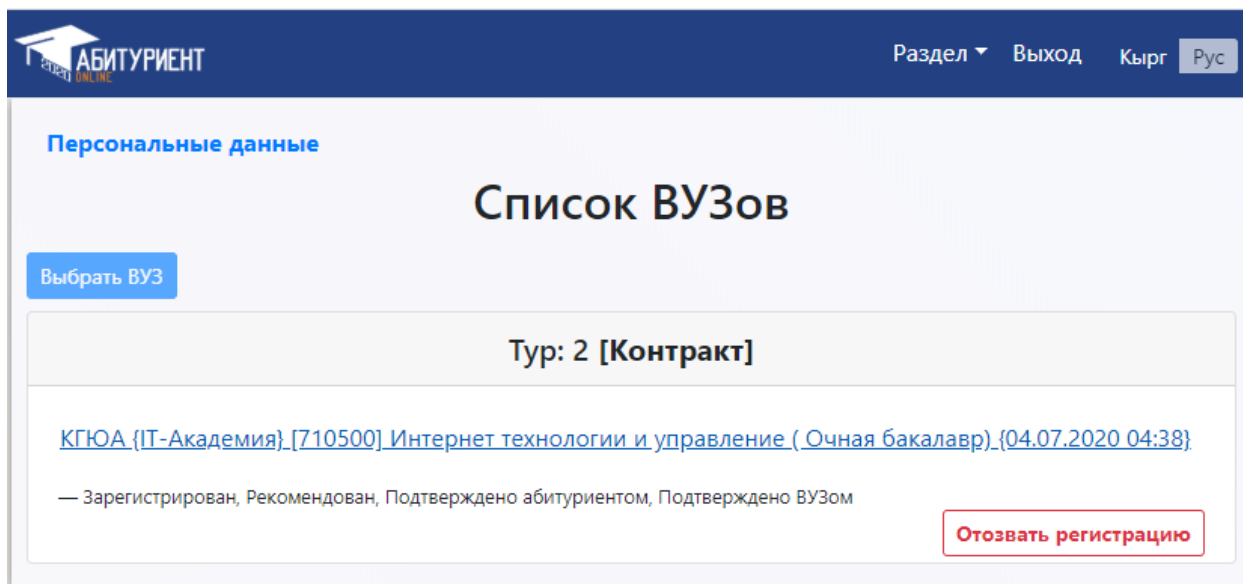 2020 АБИТУРИЕНТ
ONLINE
Раздел Выход Кырг Рус
Персональные данные
Список ВУЗов
Выбрать ВУЗ
Тур: 2 [Контракт]
КГЮА {IT-Академия} [710500] Интернет технологии и управление ( Очная бакалавр) {04.07.2020 04:38}
— Зарегистрирован, Рекомендован, Подтверждено абитуриентом, Подтверждено ВУЗом
Отозвать регистрацию